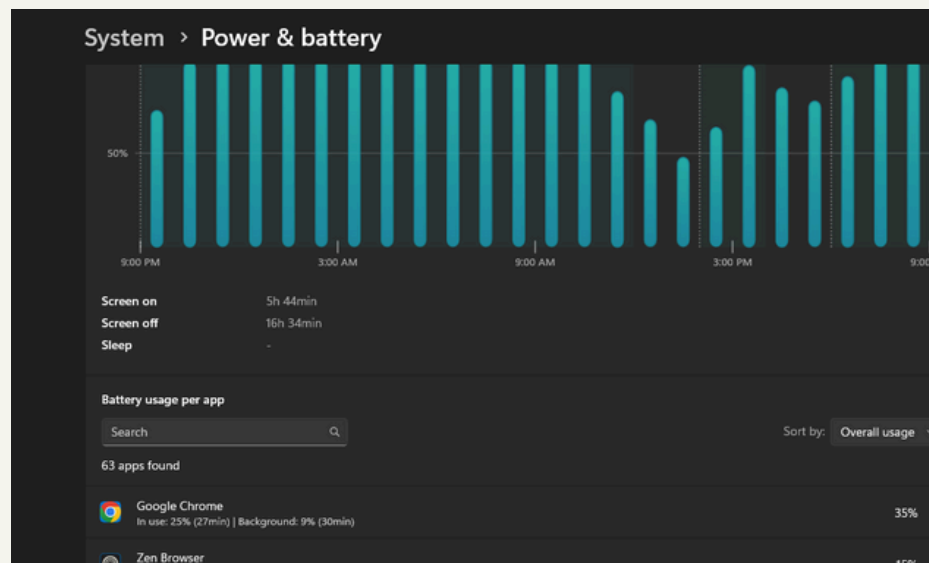 System > Power & battery
50%
9:00 PM 3:00 AM 9:00 AM 3:00 PM 9:00
Screen on 5h 44min
Screen off 16h 34min
Sleep -
Battery usage per app
Search Sort by: Overall usage
63 apps found
Google Chrome
In use: 25% (27min) | Background: 9% (30min) 35%
Zen Browser